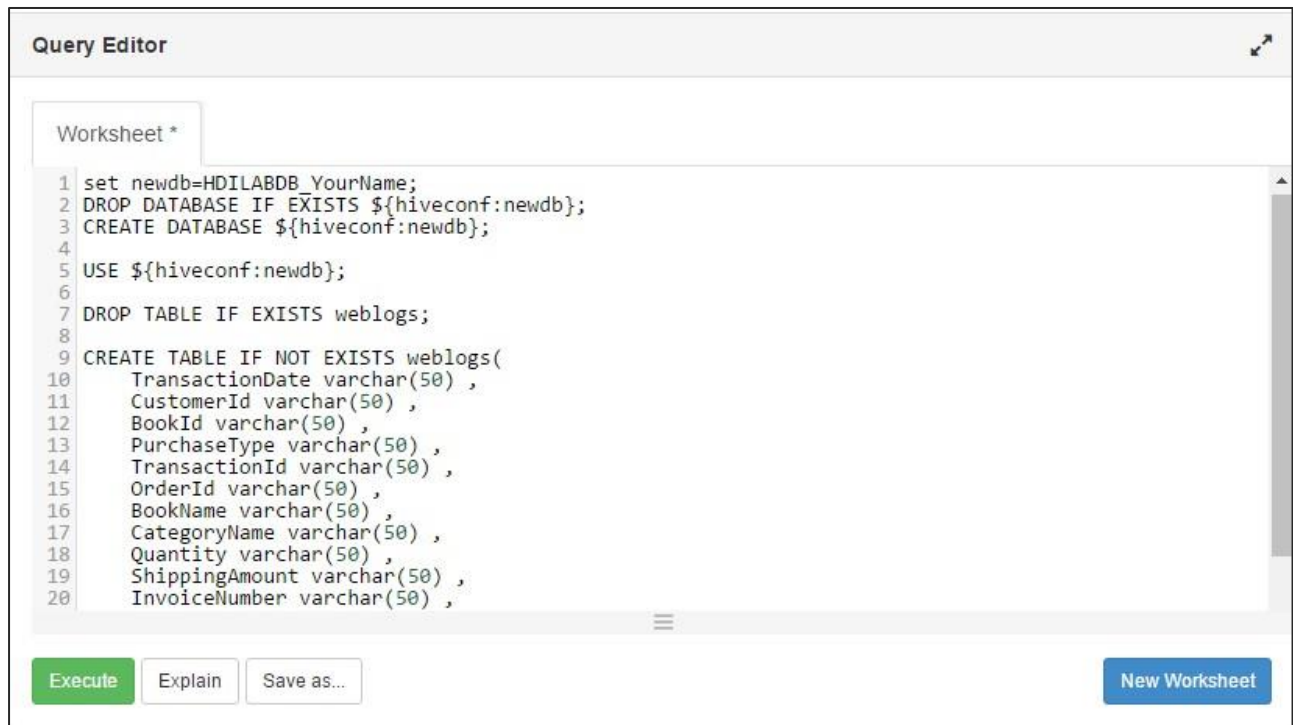 Query Editor
Worksheet *
1 set newdb=HDILABDB_YourName;
2 DROP DATABASE IF EXISTS ${hiveconf:newdb};
3 CREATE DATABASE ${hiveconf:newdb};
4
5 USE ${hiveconf:newdb};
6
7 DROP TABLE IF EXISTS weblogs;
8
9 CREATE TABLE IF NOT EXISTS weblogs(
10     TransactionDate varchar(50) ,
11     CustomerId varchar(50) ,
12     BookId varchar(50) ,
13     PurchaseType varchar(50) ,
14     TransactionId varchar(50) ,
15     OrderId varchar(50) ,
16     BookName varchar(50) ,
17     CategoryName varchar(50) ,
18     Quantity varchar(50) ,
19     ShippingAmount varchar(50) ,
20     InvoiceNumber varchar(50) ,
Execute Explain Save as... New Worksheet